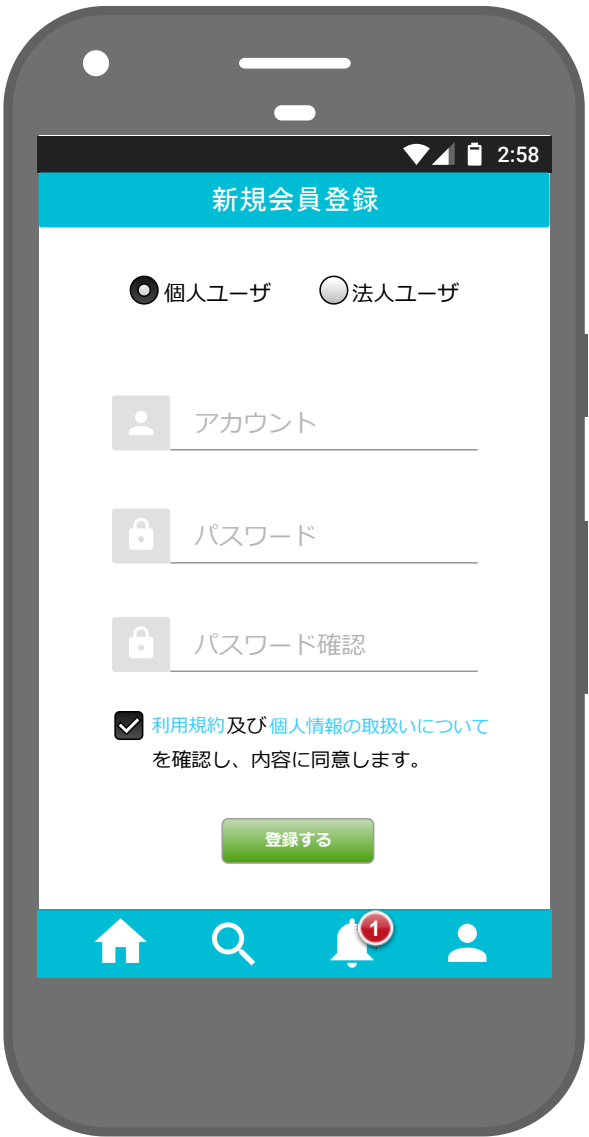 2:58
新規会員登録
個人ユーザ 法人ユーザ
アカウント
パスワード
パスワード確認
利用規約及び個人情報の取扱いについて
を確認し、内容に同意します。
登録する
1